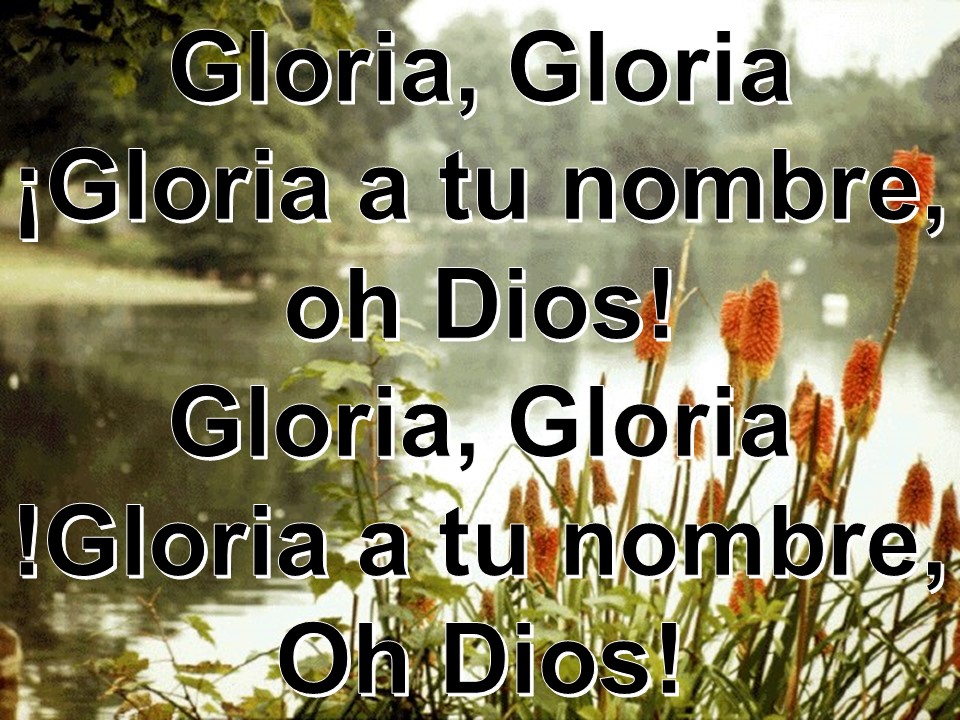 Gloria, Gloria
¡Gloria a tu nombre,
oh Dios!
Gloria, Gloria
!Gloria a tu nombre,
Oh Dios!